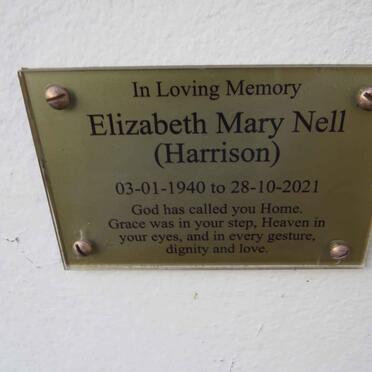 In Loving Memory
Elizabeth Mary Nell
(Harrison)
03-01-1940 to 28-10-2021
God has called you Home.
Grace was in your step, Heaven in
your eyes, and in every gesture,
dignity and love.